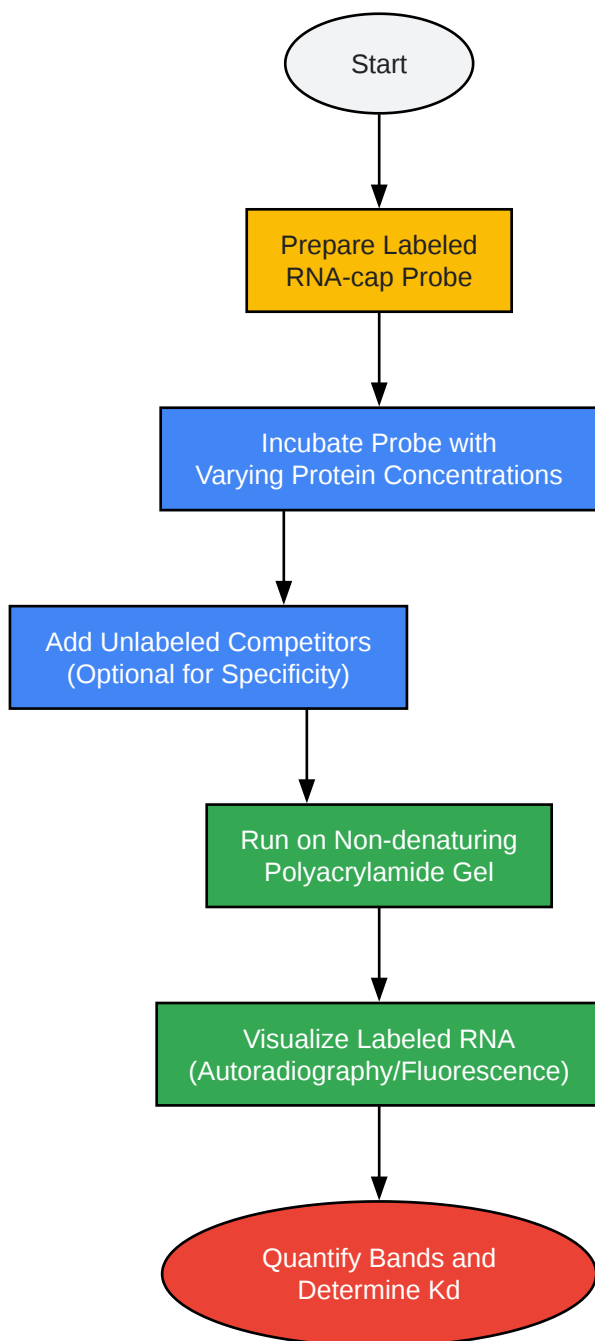 Start
Prepare Labeled
RNA-cap Probe
Incubate Probe with
Varying Protein Concentrations
Add Unlabeled Competitors
(Optional for Specificity)
Run on Non-denaturing
Polyacrylamide Gel
Visualize Labeled RNA
(Autoradiography/Fluorescence)
Quantify Bands and
Determine Kd